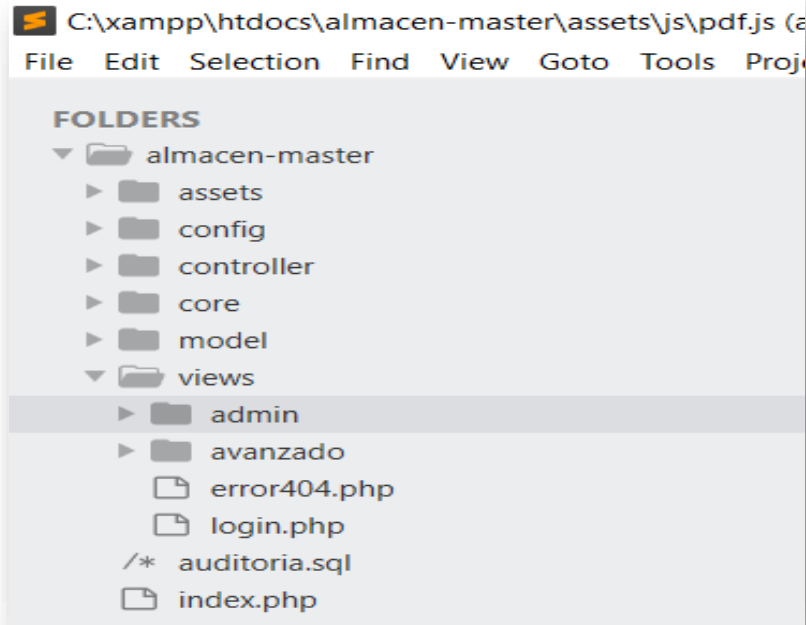 C:\xampp\htdocs\almacen-master\assets\js\pdf.js (a
File Edit Selection Find View Goto Tools Proj
FOLDERS
almacen-master
assets
config
controller
core
model
views
admin
avanzado
error404.php
login.php
/* auditoria.sql
index.php